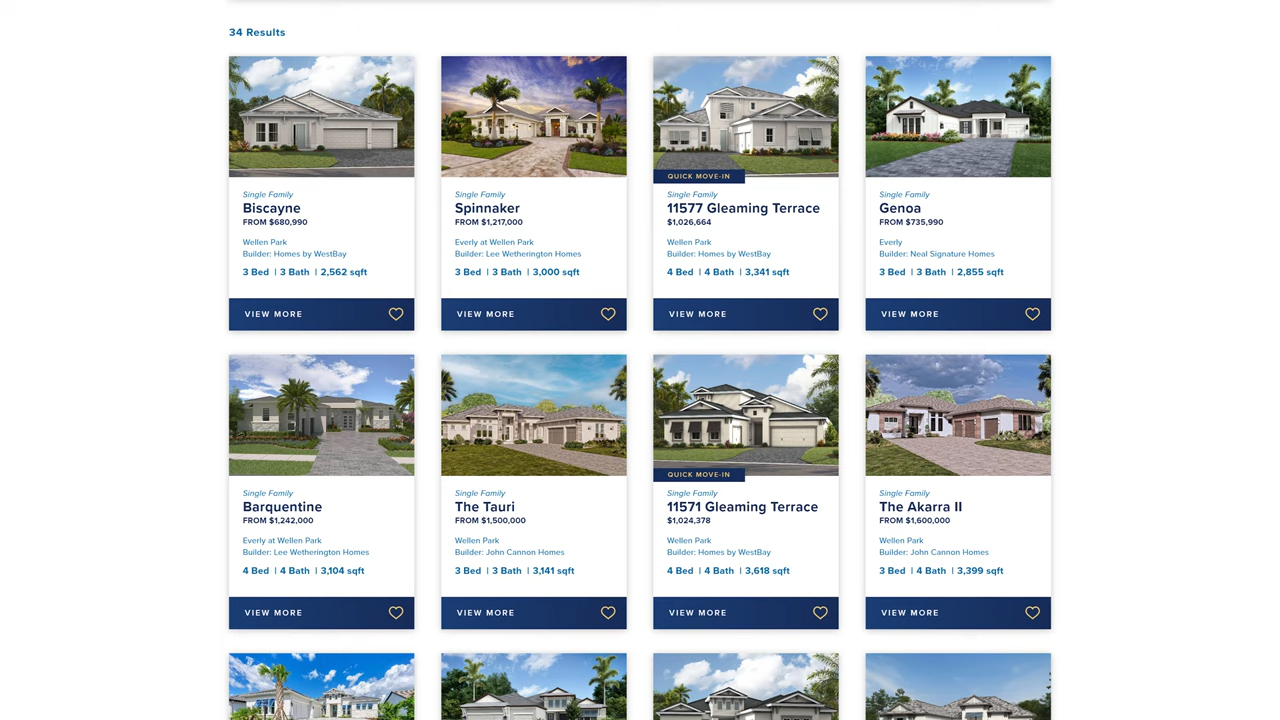 34 Results
Single Family
Biscayne
FROM $680,990
Wellen Park
Builder: Homes by WestBay
3 Bed | 3 Bath | 2,562 sqft
VIEW MORE
Single Family
Spinnaker
FROM $1,217,000
Everly at Wellen Park
Builder: Lee Wetherington Homes
3 Bed | 3 Bath | 3,000 sqft
VIEW MORE
QUICK MOVE-IN
Single Family
11577 Gleaming Terrace
$1,026,664
Wellen Park
Builder: Homes by WestBay
4 Bed | 4 Bath | 3,341 sqft
VIEW MORE
Single Family
Genoa
FROM $735,990
Everly
Builder: Neal Signature Homes
3 Bed | 3 Bath | 2,855 sqft
VIEW MORE
Single Family
Barquentine
FROM $1,242,000
Everly at Wellen Park
Builder: Lee Wetherington Homes
4 Bed | 4 Bath | 3,104 sqft
VIEW MORE
Single Family
The Tauri
FROM $1,500,000
Wellen Park
Builder: John Cannon Homes
3 Bed | 3 Bath | 3,141 sqft
VIEW MORE
QUICK MOVE-IN
Single Family
11571 Gleaming Terrace
$1,024,378
Wellen Park
Builder: Homes by WestBay
4 Bed | 4 Bath | 3,618 sqft
VIEW MORE
Single Family
The Akarra II
FROM $1,600,000
Wellen Park
Builder: John Cannon Homes
3 Bed | 4 Bath | 3,399 sqft
VIEW MORE